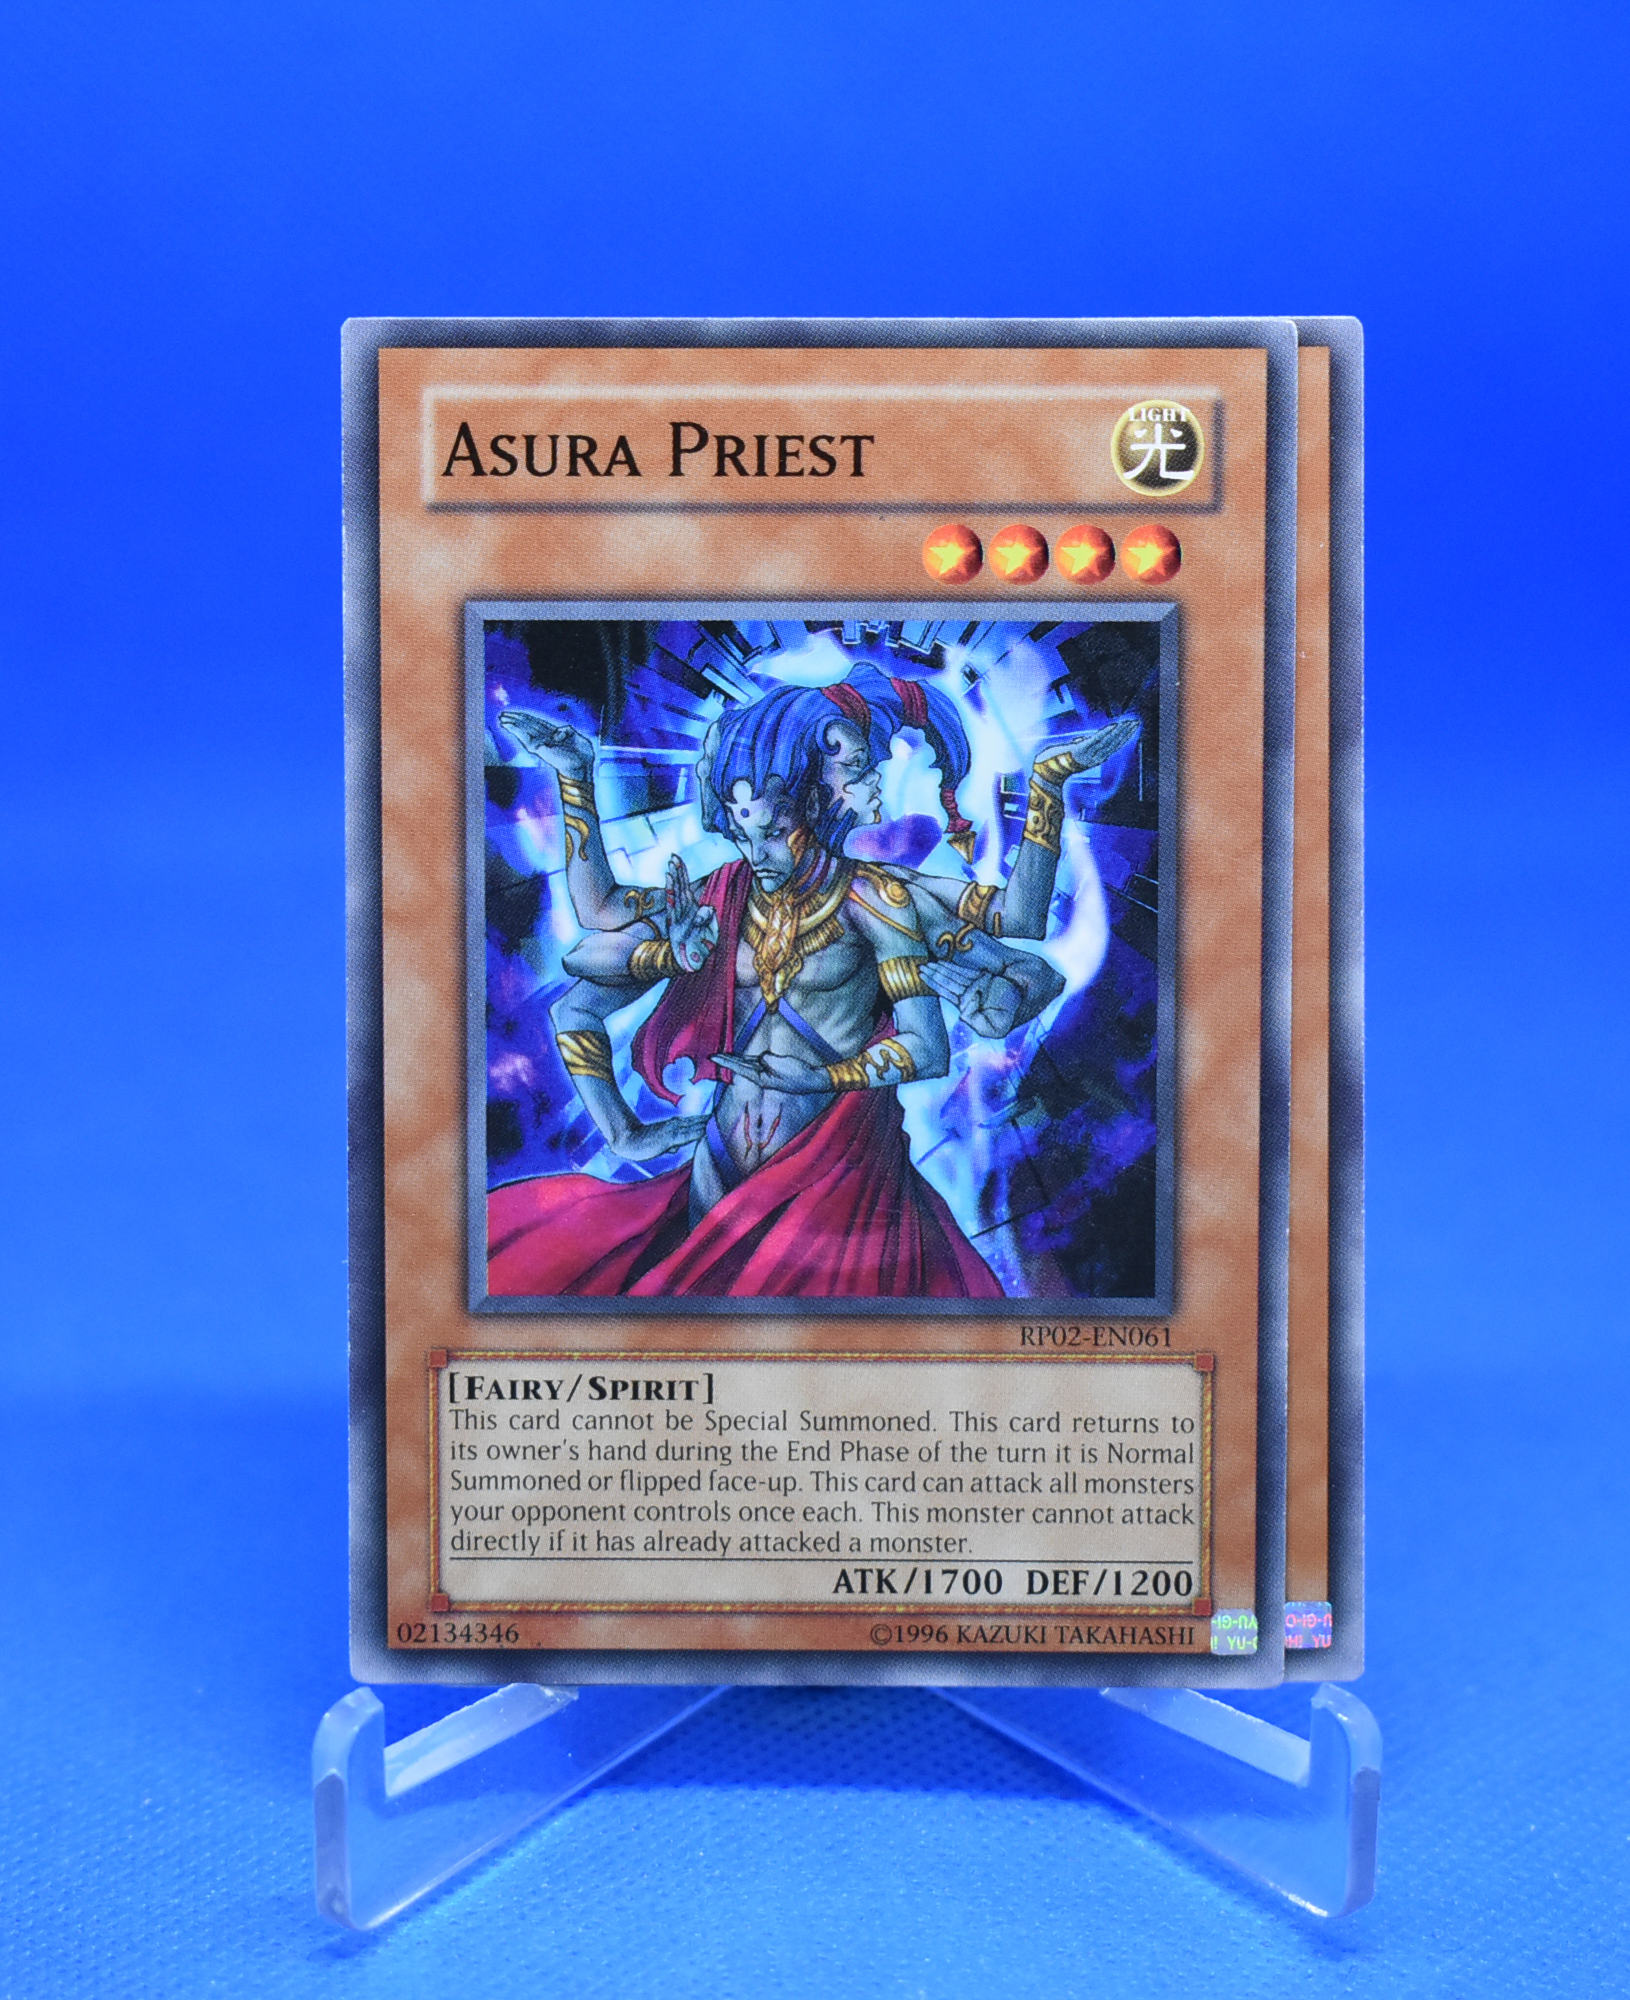 ASURA PRIEST
LIGHT
光
RP02-EN061
[FAIRY/SPIRIT]
This card cannot be Special Summoned. This card returns to
its owner's hand during the End Phase of the turn it is Normal
Summoned or flipped face-up. This card can attack all monsters
your opponent controls once each. This monster cannot attack
directly if it has already attacked a monster.
ATK/1700 DEF/1200
02134346
©1996 KAZUKI TAKAHASHI